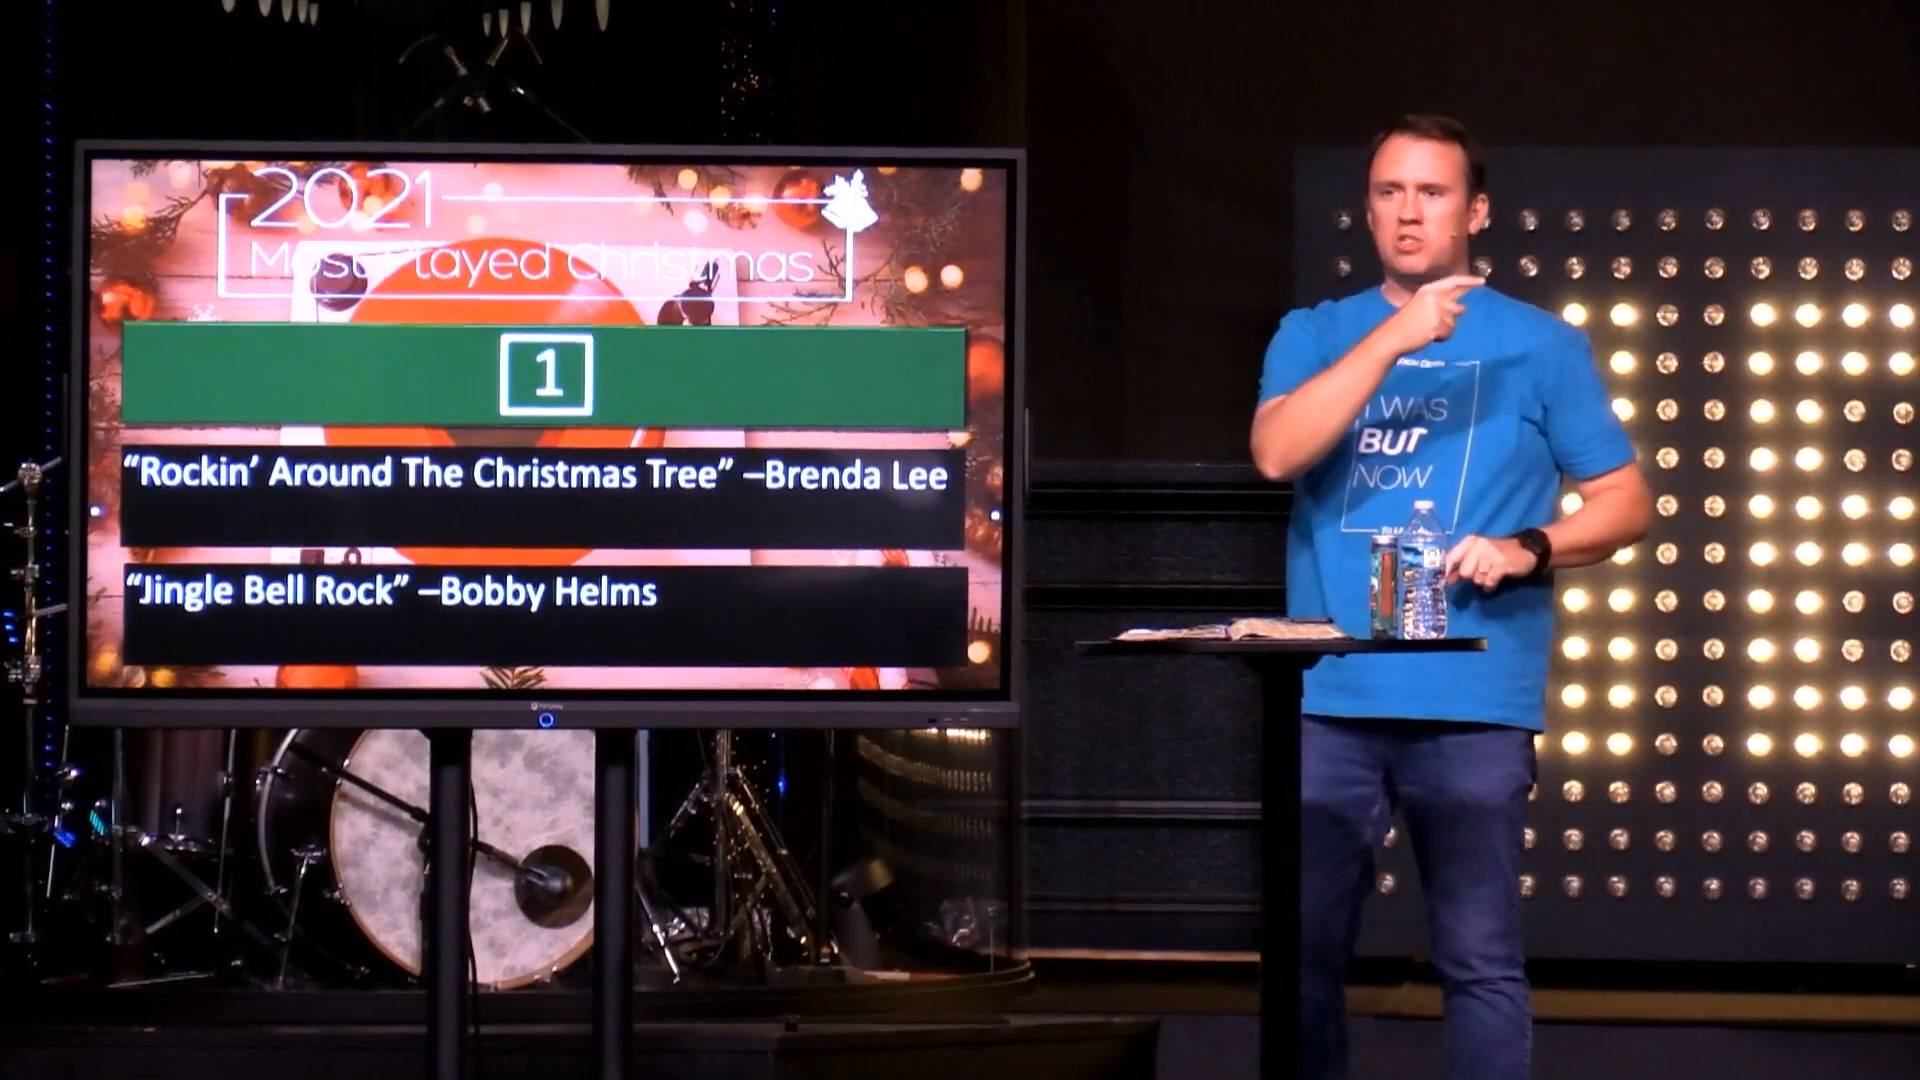 2021
Most Played Christmas
1
“Rockin’ Around The Christmas Tree” –Brenda Lee
“Jingle Bell Rock” –Bobby Helms
I WAS
BUT
NOW